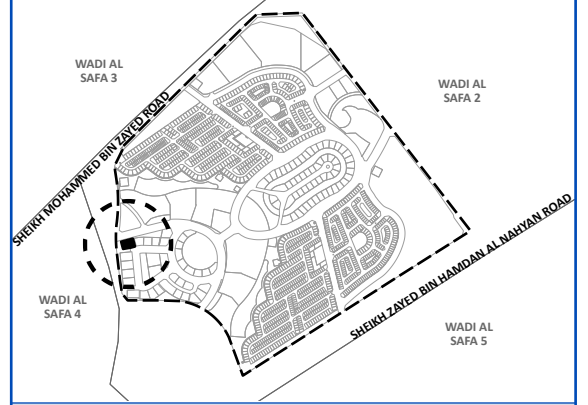 WADI AL
SAFA 3
WADI AL
SAFA 2
SHEIKH MOHAMMED BIN ZAYED ROAD
SHEIKH ZAYED BIN HAMDAN AL NAHYAN ROAD
WADI AL
SAFA 4
WADI AL
SAFA 5